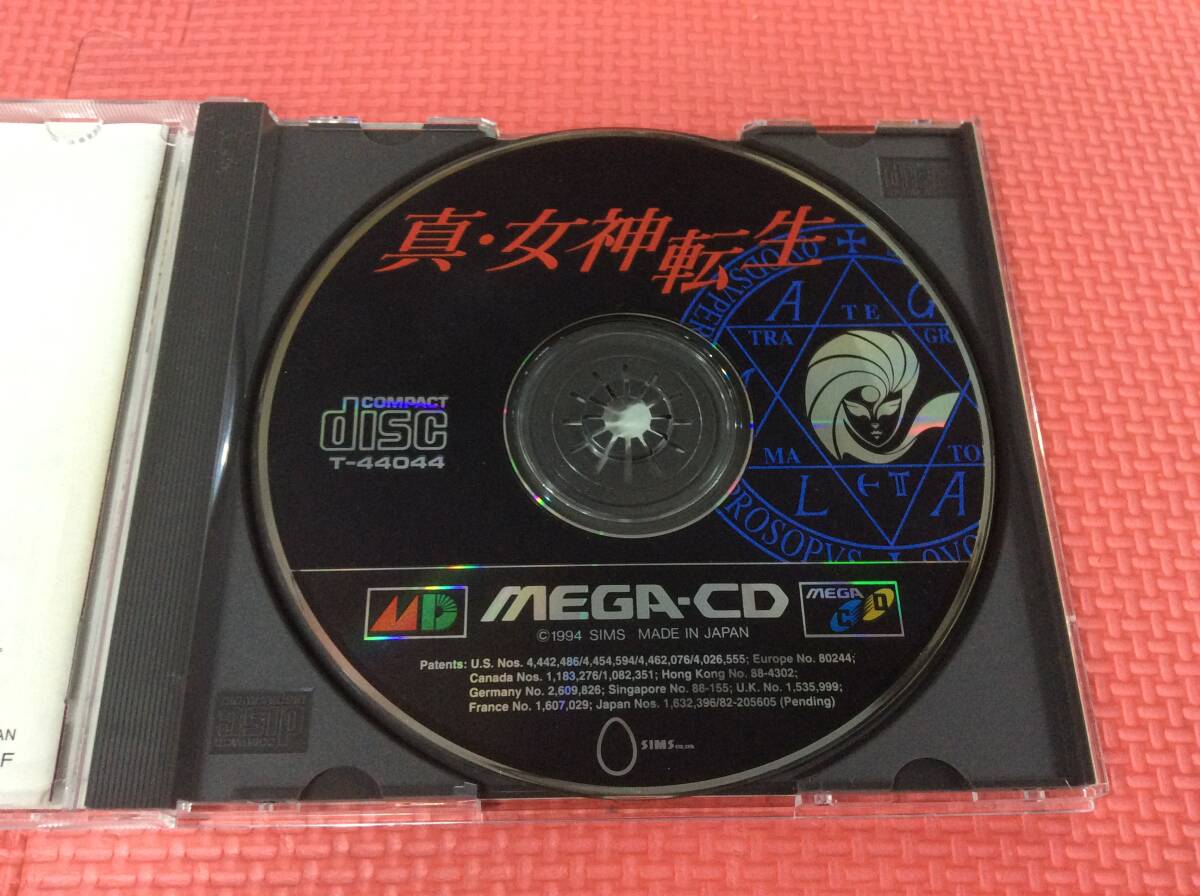 真・女神転生
TE
TRA
GR
MA
TO
COMPACT
disc
T-44044
MD
MEGA-CD
MEGA CD
©1994 SIMS MADE IN JAPAN
Patents: U.S. Nos. 4,442,486/4,454,594/4,462,076/4,026,555; Europe No. 80244;
Canada Nos. 1,183,276/1,082,351; Hong Kong No. 88-4302;
Germany No. 2,609,826; Singapore No. 88-155; U.K. No. 1,535,999;
France No. 1,607,029; Japan Nos. 1,632,396/82-205605 (Pending)
SIMS CO., LTD.
AN
F